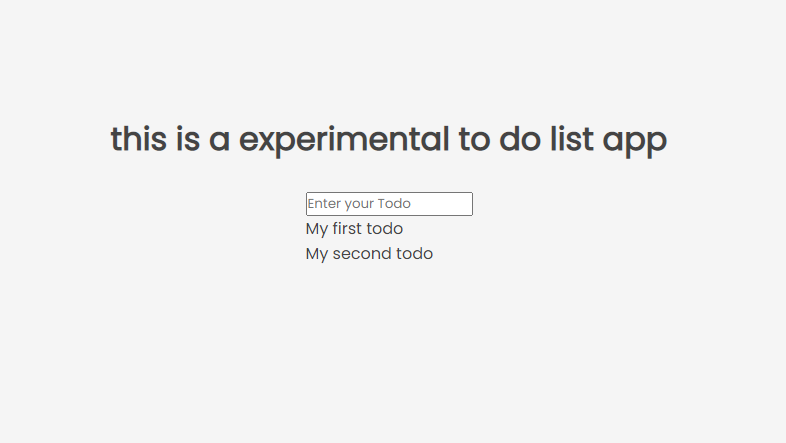 this is a experimental to do list app
Enter your Todo
My first todo
My second todo